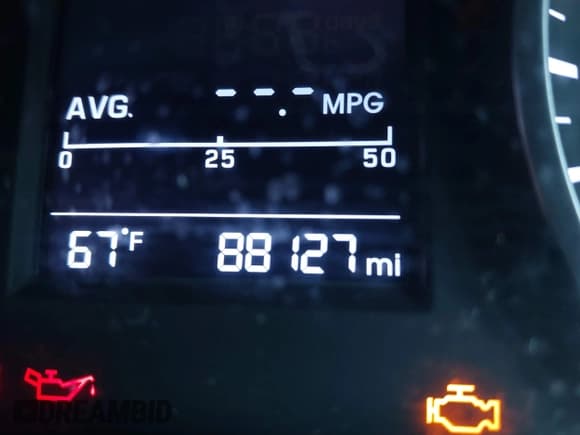 AVG. --.- MPG
0 25 50
67°F 88127 mi
DREAMBID